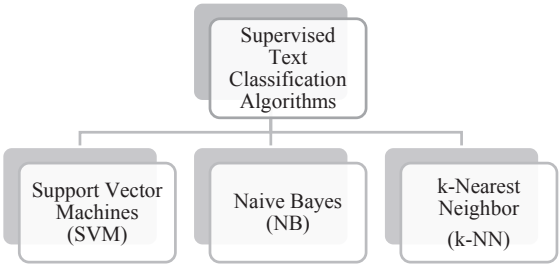 Supervised
Text
Classification
Algorithms
Support Vector
Machines
(SVM)
Naive Bayes
(NB)
k-Nearest
Neighbor
(k-NN)